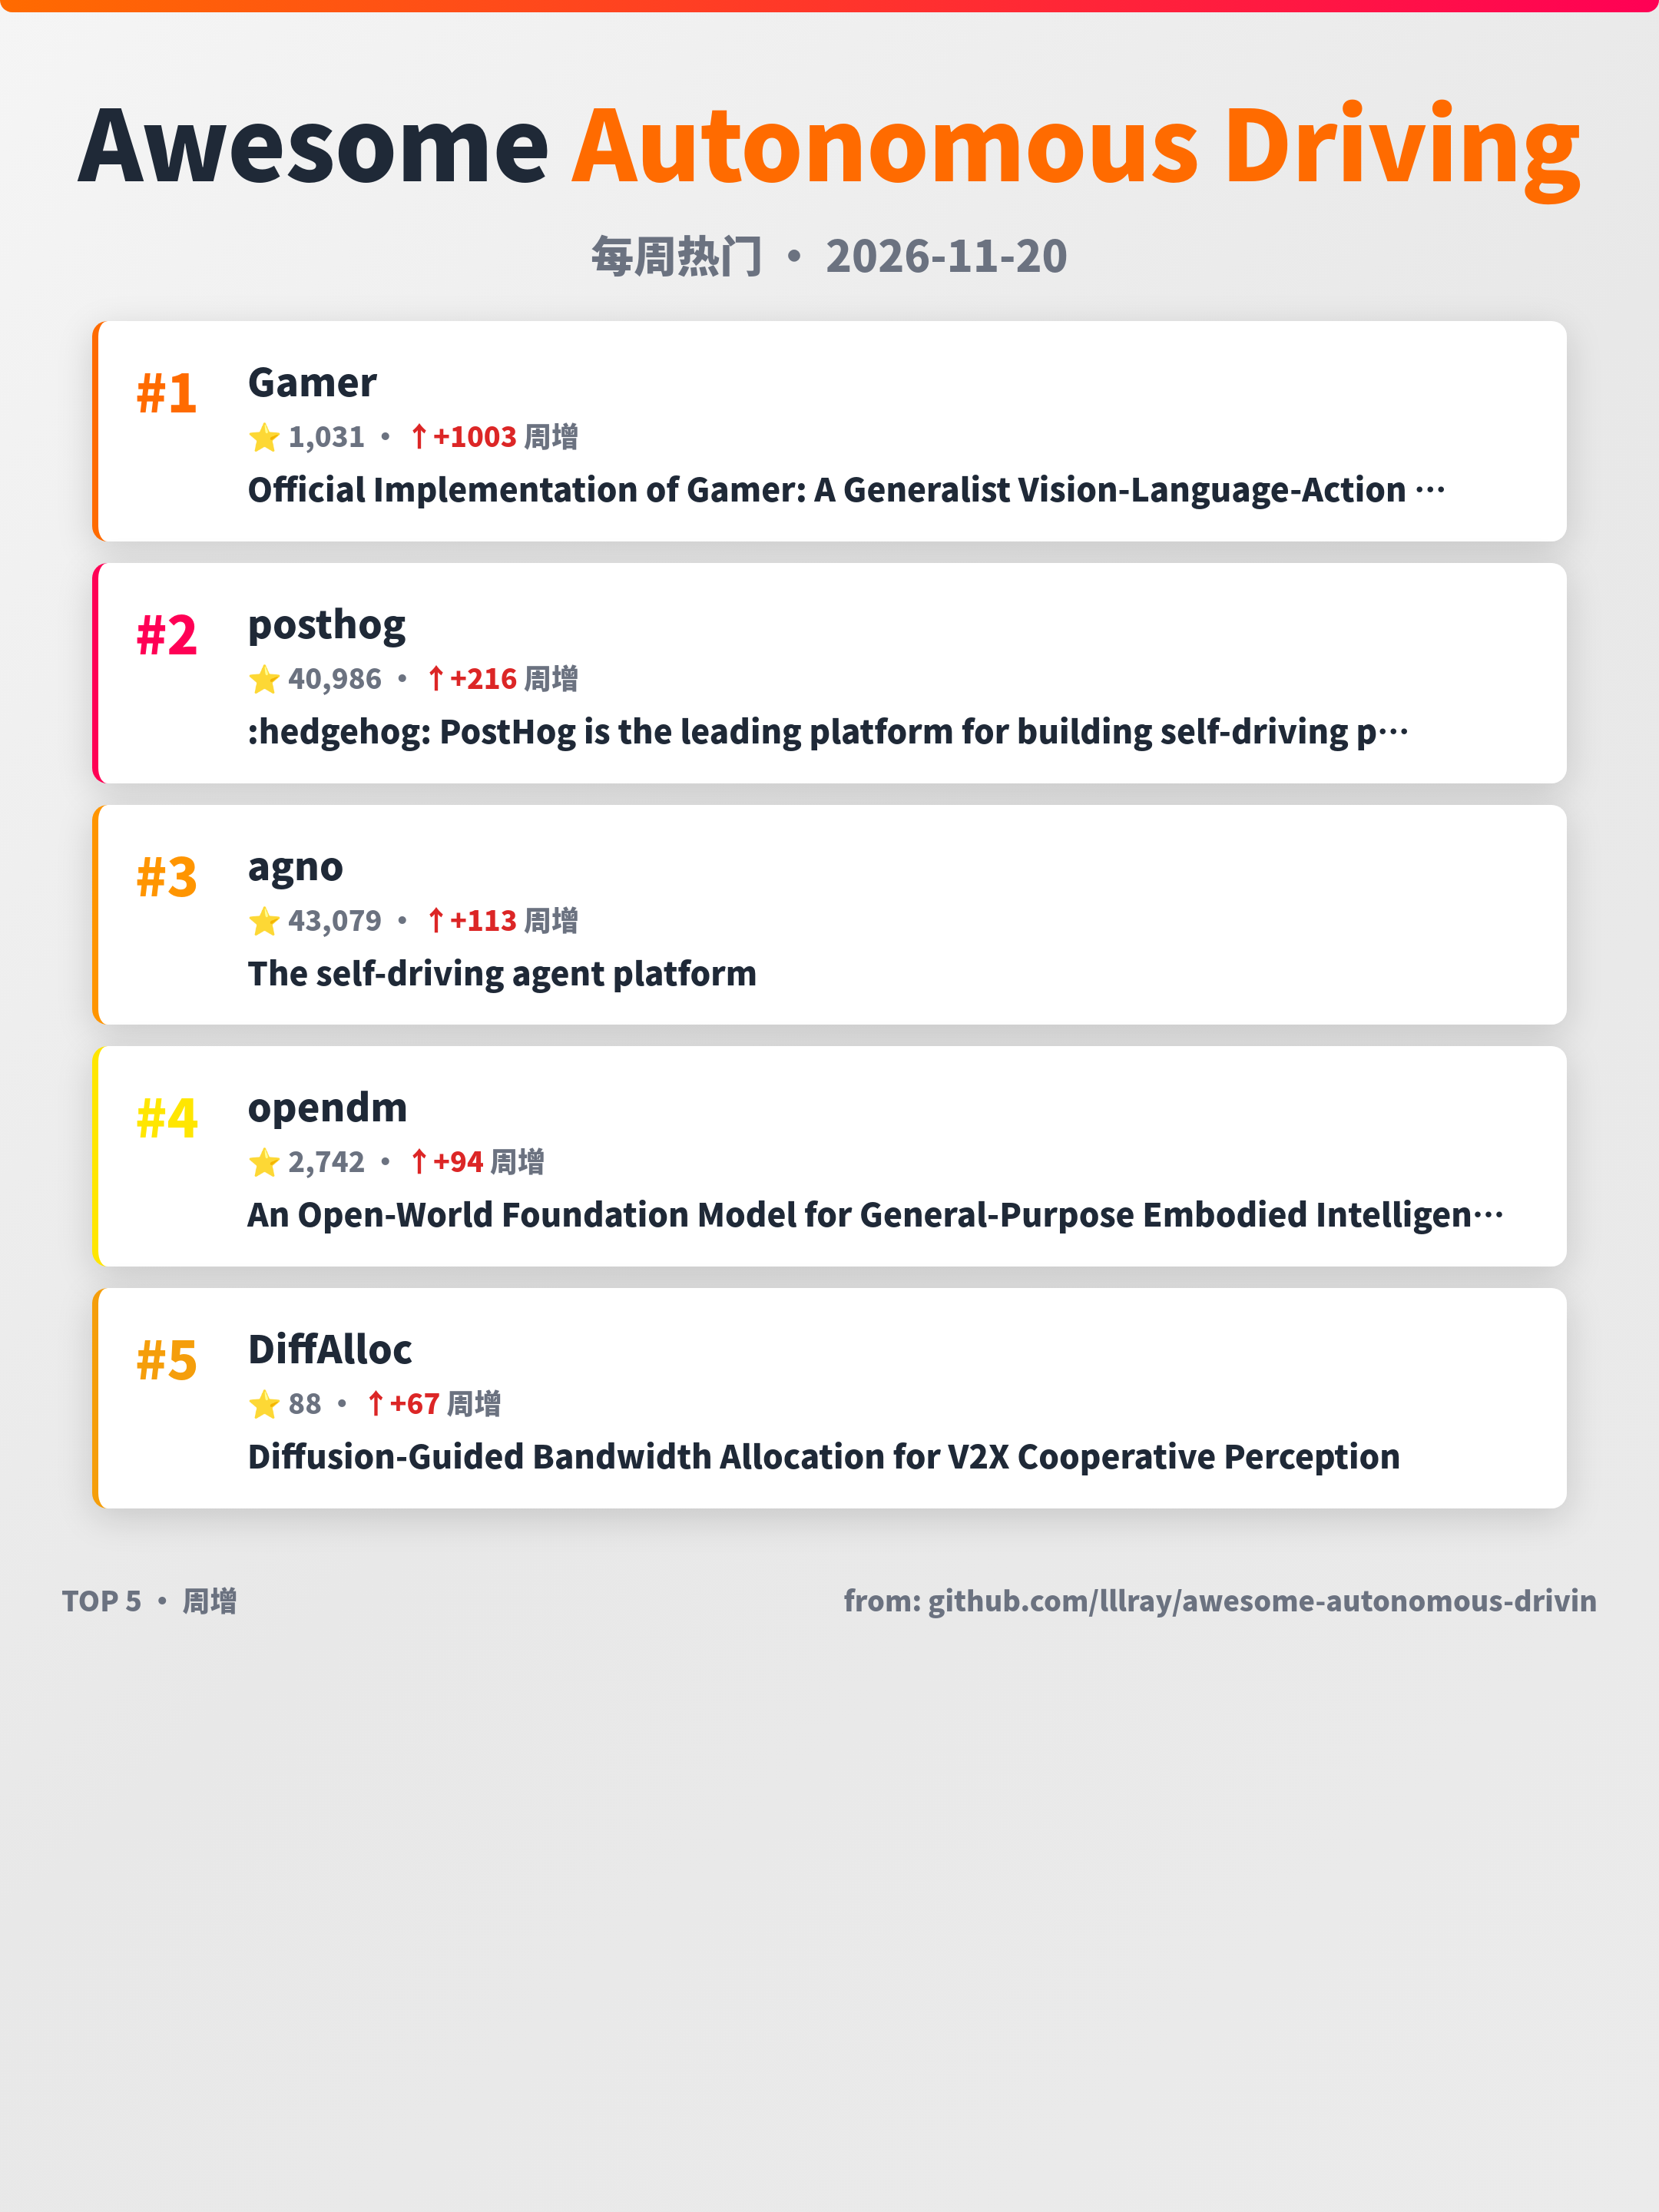 Awesome Autonomous Driving
每周热门 • 2026-11-20
#1
Gamer
⭐ 1,031 • ↑+1003 周增
Official Implementation of Gamer: A Generalist Vision-Language-Action …
#2
posthog
⭐ 40,986 • ↑+216 周增
:hedgehog: PostHog is the leading platform for building self-driving p…
#3
agno
⭐ 43,079 • ↑+113 周增
The self-driving agent platform
#4
opendm
⭐ 2,742 • ↑+94 周增
An Open-World Foundation Model for General-Purpose Embodied Intelligen…
#5
DiffAlloc
⭐ 88 • ↑+67 周增
Diffusion-Guided Bandwidth Allocation for V2X Cooperative Perception
TOP 5 • 周增
from: github.com/lllray/awesome-autonomous-drivin